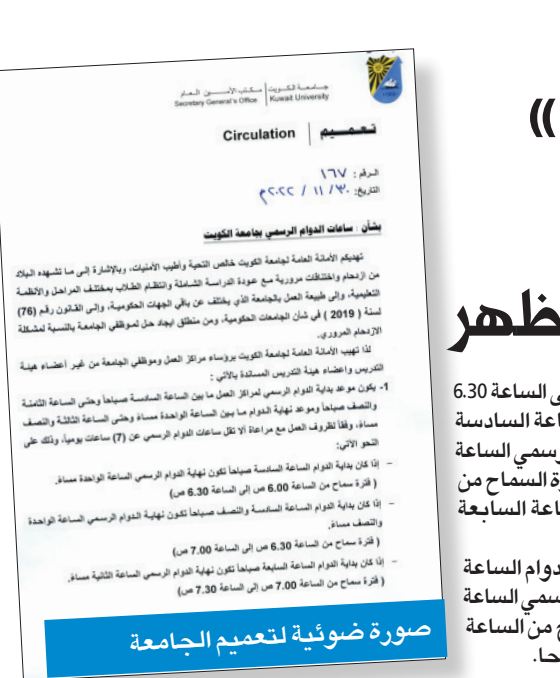 جامعة الكويت | مكتب الأمين العام
Secretary General's Office | Kuwait University
تعميم | Circulation
الرقم : ١٦٧
التاريخ: ٣٠ / ١١ / ٢٠٢٢م
بشأن : ساعات الدوام الرسمي بجامعة الكويت
تهديكم الأمانة العامة لجامعة الكويت خالص التحية وأطيب الأمنيات، وبالإشارة إلى ما تشهده البلاد
من ازدحام واختناقات مرورية مع عودة الدراسة الشاملة وانتظام الطلاب بمختلف المراحل والأنظمة
التعليمية، وإلى طبيعة العمل بالجامعة الذي يختلف عن باقي الجهات الحكومية، وإلى القانون رقم (76)
لسنة ( 2019 ) في شأن الجامعات الحكومية، ومن منطلق ايجاد حل لموظفي الجامعة بالنسبة لمشكلة
الازدحام المروري.
لذا تهيب الأمانة العامة لجامعة الكويت برؤساء مراكز العمل وموظفي الجامعة من غير أعضاء هيئة
التدريس وأعضاء هيئة التدريس المساندة بالآتي :
1- يكون موعد بداية الدوام الرسمي لمراكز العمل ما بين الساعة السادسة صباحاً وحتى الساعة الثامنة
والنصف صباحاً وموعد نهاية الدوام ما بين الساعة الواحدة مساءً وحتى الساعة الثالثة والنصف
مساءً، وفقاً لظروف العمل مع مراعاة ألا تقل ساعات الدوام الرسمي عن (7) ساعات يومياً، وذلك على
النحو الآتي:
– إذا كان بداية الدوام الساعة السادسة صباحاً تكون نهاية الدوام الرسمي الساعة الواحدة مساءً.
( فترة سماح من الساعة 6.00 ص إلى الساعة 6.30 ص)
– إذا كان بداية الدوام الساعة السادسة والنصف صباحاً تكون نهاية الدوام الرسمي الساعة الواحدة
والنصف مساءً.
( فترة سماح من الساعة 6.30 ص إلى الساعة 7.00 ص)
– إذا كان بداية الدوام الساعة السابعة صباحاً تكون نهاية الدوام الرسمي الساعة الثانية مساءً.
( فترة سماح من الساعة 7.00 ص إلى الساعة 7.30 ص)
صورة ضوئية لتعميم الجامعة
»
ظهر
ى الساعة 6.30
اعة السادسة
رسمي الساعة
رة السماح من
اعة السابعة
دوام الساعة
سمي الساعة
ح من الساعة
حا.